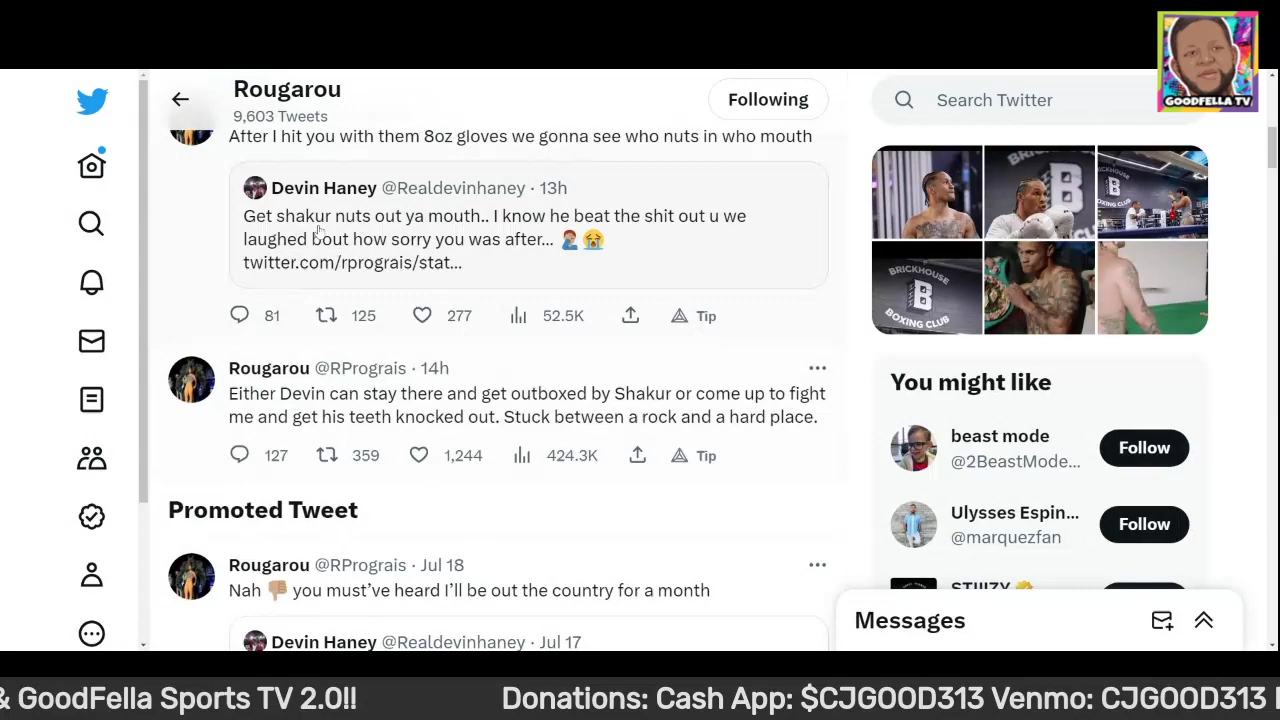 GOODFELLA TV
Rougarou
9,603 Tweets
Following
Search Twitter
After I hit you with them 8oz gloves we gonna see who nuts in who mouth
Devin Haney @Realdevinhaney · 13h
Get shakur nuts out ya mouth.. I know he beat the shit out u we
laughed bout how sorry you was after... 🤦🏽‍♂️😭
twitter.com/rprograis/stat...
81 125 277 52.5K Tip
Rougarou @RPrograis · 14h
Either Devin can stay there and get outboxed by Shakur or come up to fight
me and get his teeth knocked out. Stuck between a rock and a hard place.
127 359 1,244 424.3K Tip
Promoted Tweet
Rougarou @RPrograis · Jul 18
Nah 👎🏽 you must’ve heard I’ll be out the country for a month
Devin Haney @Realdevinhaney · Jul 17
B
B
B
BRICKHOUSE
B
BOXING CLUB
You might like
beast mode
@2BeastMode...
Follow
Ulysses Espin...
@marquezfan
Follow
STIIIZY
Messages
& GoodFella Sports TV 2.0!! Donations: Cash App: $CJGOOD313 Venmo: CJGOOD313